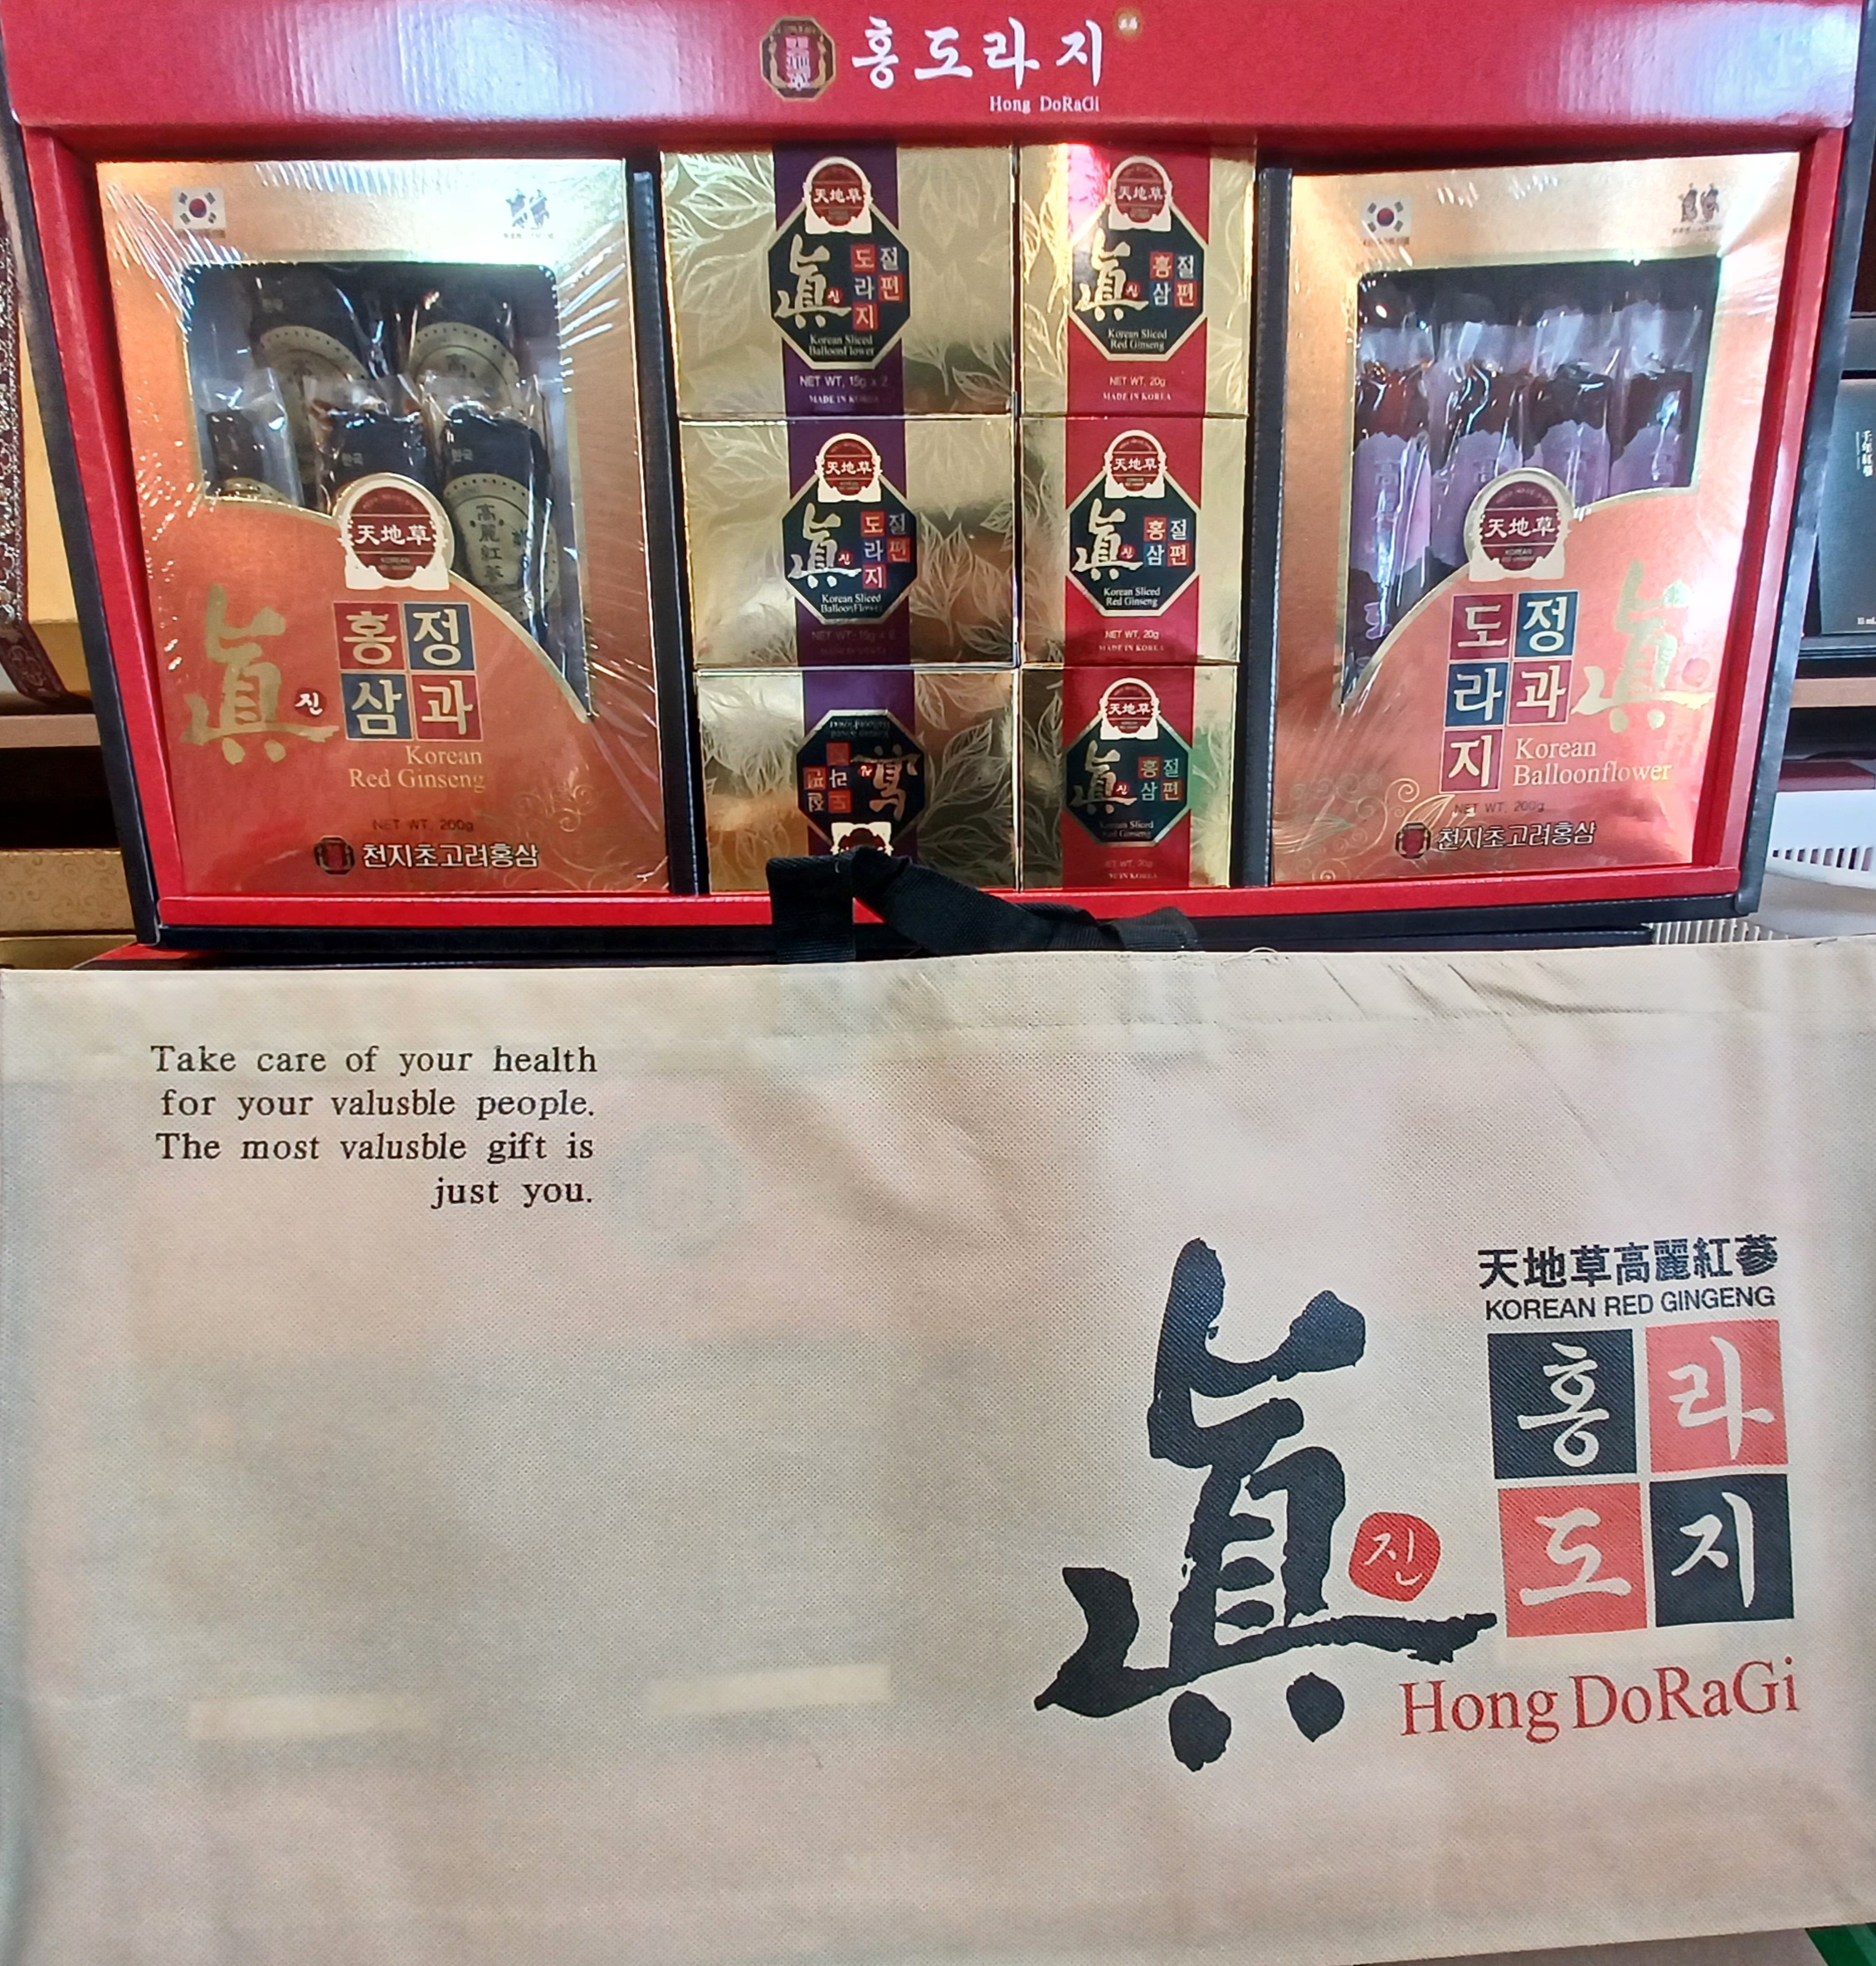 홍도라지
Hong DoRaGi
天地草
眞 진
홍정
삼과
Korean
Red Ginseng
NET WT. 200g
천지초고려홍삼
高麗紅蔘
天地草
眞 진
도절
라편
지
Korean Sliced
Balloonflower
NET WT. 15g x 2
MADE IN KOREA
天地草
眞 진
홍절
삼편
Korean Sliced
Red Ginseng
NET WT. 20g
MADE IN KOREA
天地草
眞 진
도절
라편
지
Korean Sliced
Balloonflower
天地草
眞 진
홍절
삼편
Korean Sliced
Red Ginseng
NET WT. 20g
MADE IN KOREA
天地草
眞 진
홍절
삼편
Korean Sliced
Red Ginseng
天地草
도정
라과
지
眞
Korean
Balloonflower
NET WT. 200g
천지초고려홍삼
Take care of your health
for your valusble people.
The most valusble gift is
just you.
天地草高麗紅蔘
KOREAN RED GINGENG
眞 진
홍라
도지
Hong DoRaGi